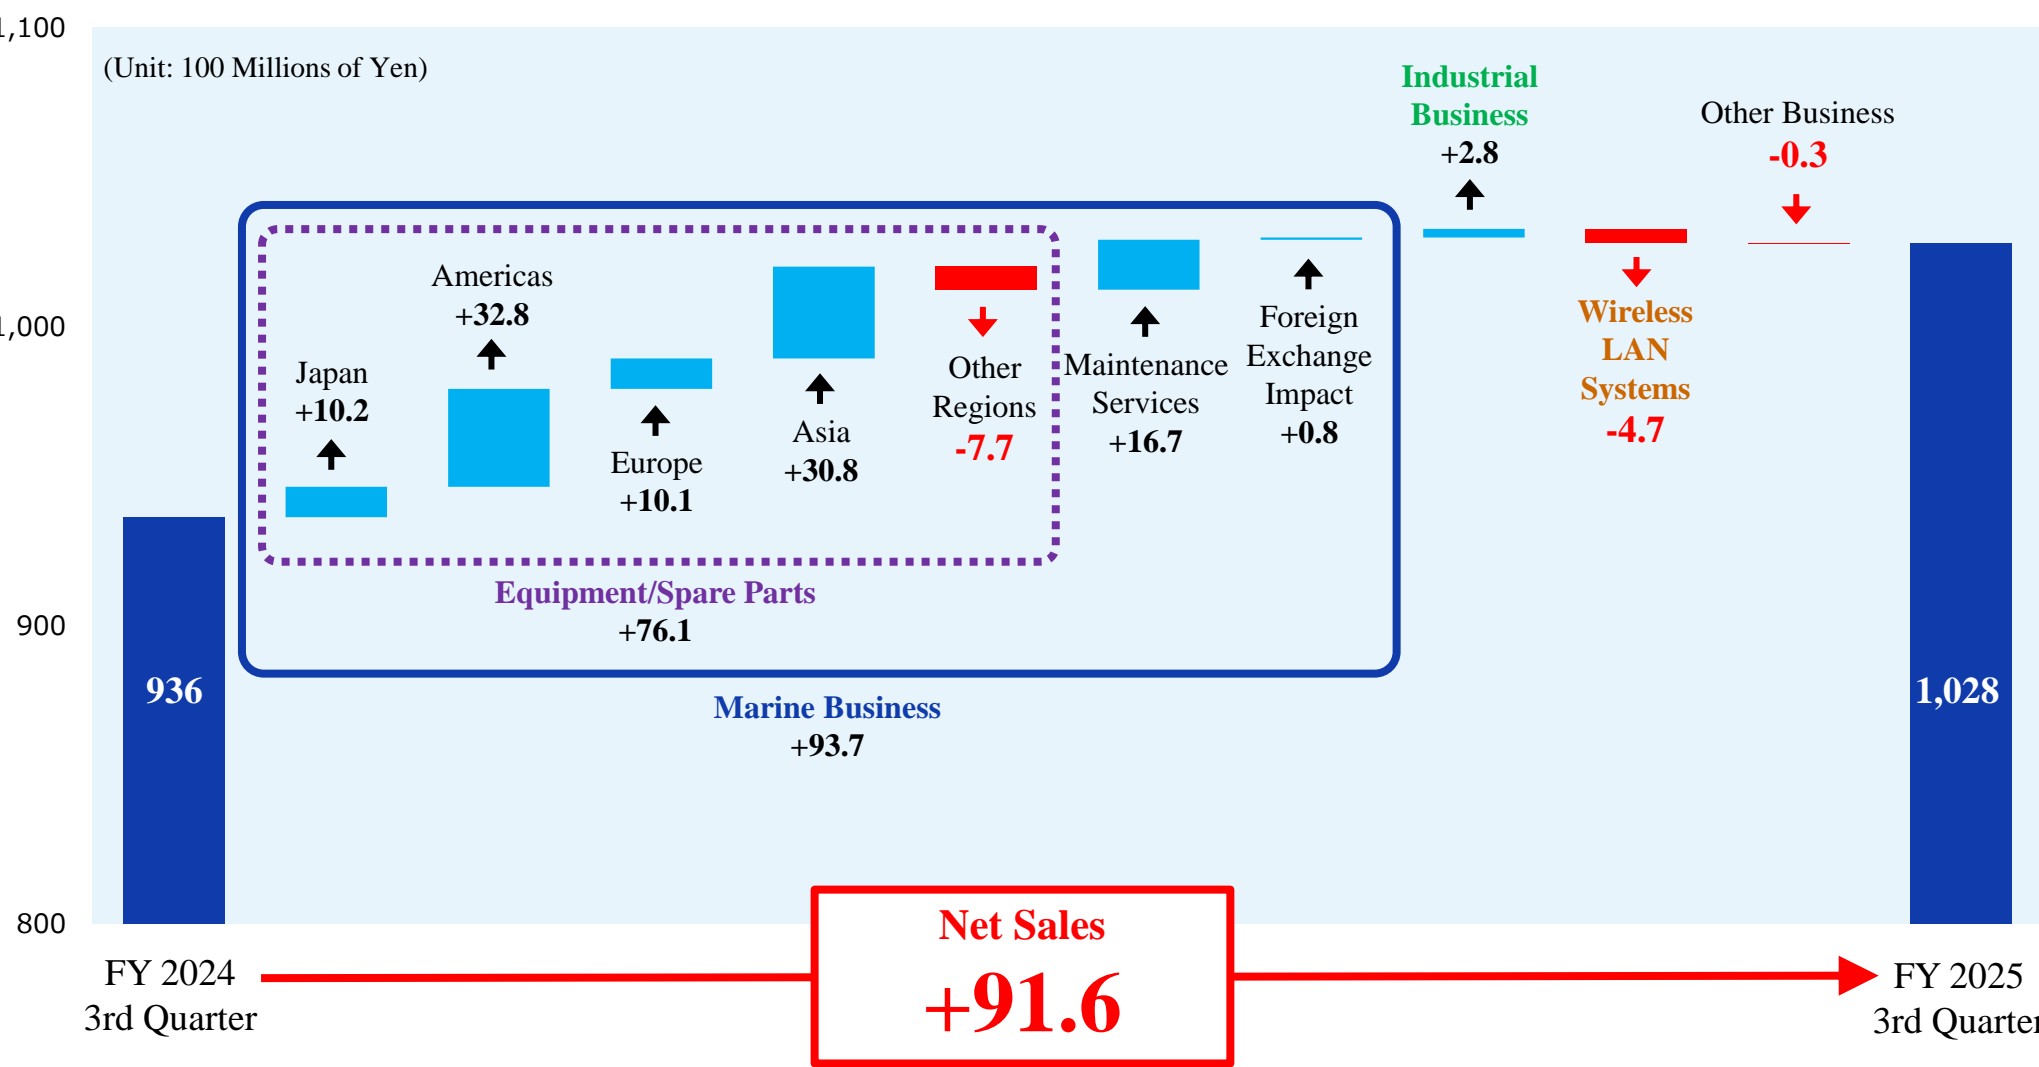 1,100
(Unit: 100 Millions of Yen)
1,000
900
800
936
Japan
+10.2
Americas
+32.8
Europe
+10.1
Asia
+30.8
Other
Regions
-7.7
Equipment/Spare Parts
+76.1
Maintenance
Services
+16.7
Foreign
Exchange
Impact
+0.8
Marine Business
+93.7
Industrial
Business
+2.8
Wireless
LAN
Systems
-4.7
Other Business
-0.3
1,028
FY 2024
3rd Quarter
Net Sales
+91.6
FY 2025
3rd Quarter